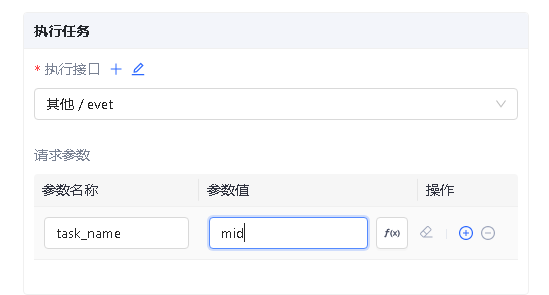 执行任务
* 执行接口
其他 / evet
请求参数
参数名称 参数值 操作
task_name mid f(x)